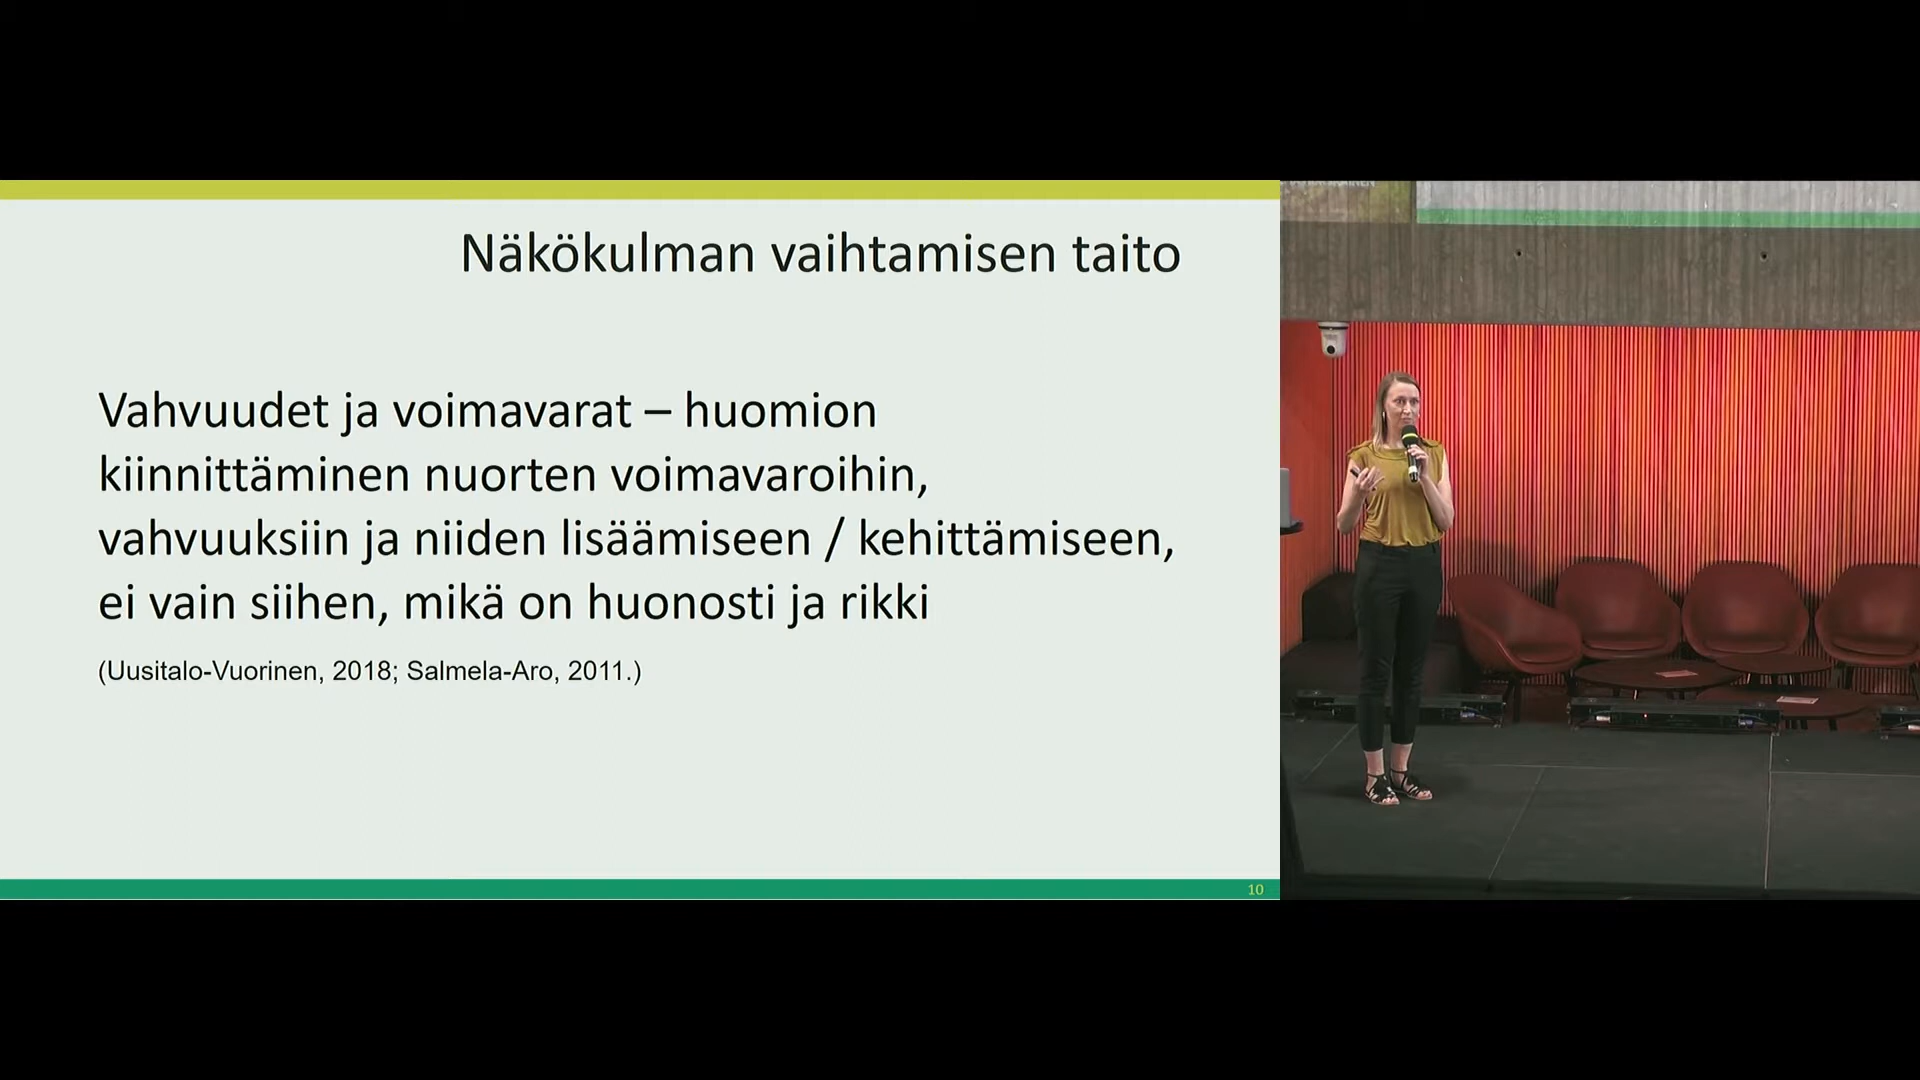 Näkökulman vaihtamisen taito
Vahvuudet ja voimavarat – huomion
kiinnittäminen nuorten voimavaroihin,
vahvuuksiin ja niiden lisäämiseen / kehittämiseen,
ei vain siihen, mikä on huonosti ja rikki
(Uusitalo-Vuorinen, 2018; Salmela-Aro, 2011.)
10